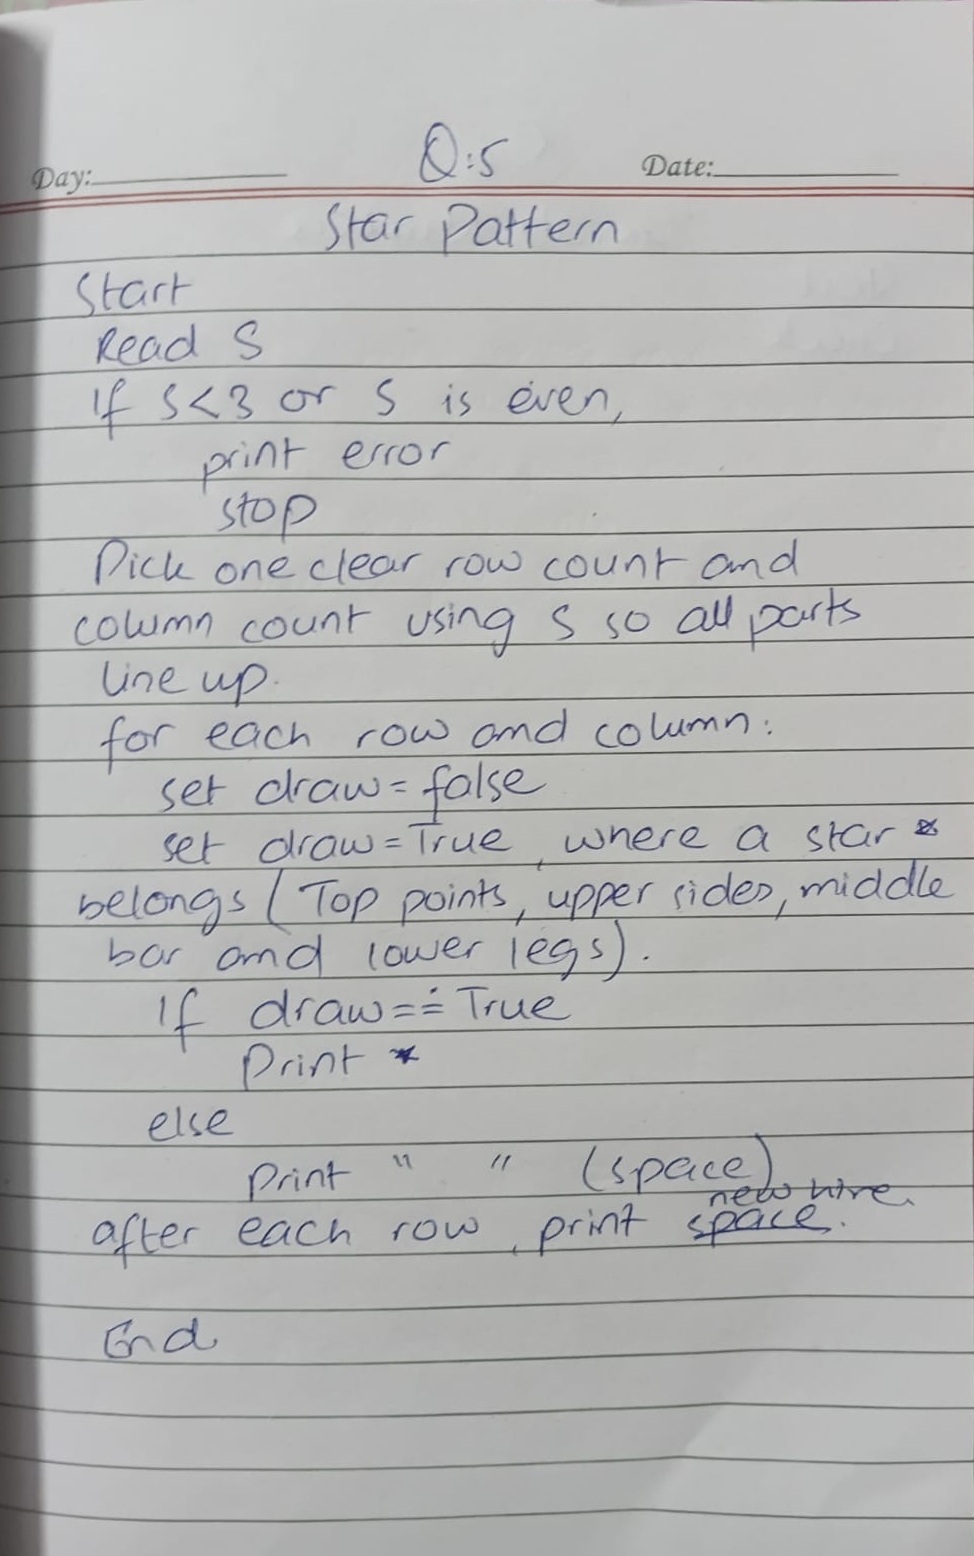 Q:5
Day: Date:
Star Pattern
Start
Read S
If S<3 or S is even,
print error
stop
Pick one clear row count and
column count using S so all parts
line up.
for each row and column:
set draw = false
set draw = True, where a star *
belongs (Top points, upper sides, middle
bar and lower legs).
If draw == True
Print *
else
Print " " (space)
new line.
after each row, print space.
End